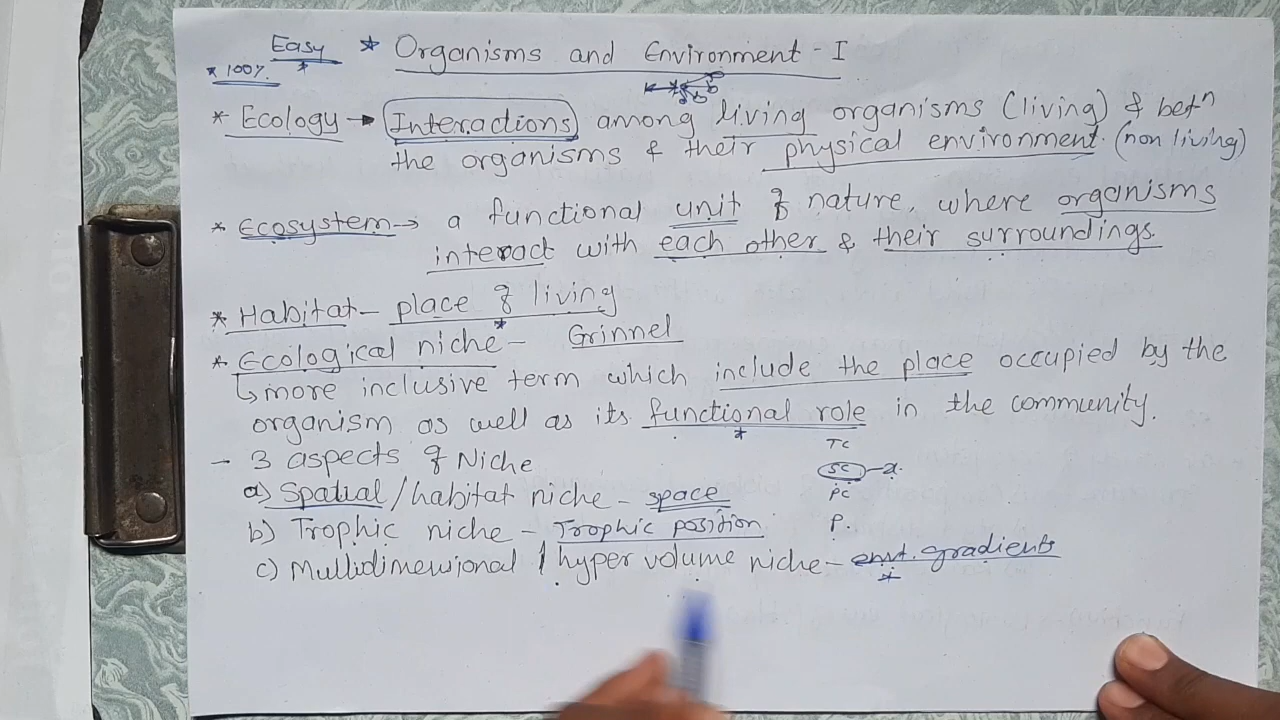 Easy * Organisms and Environment - I
* 100%
* Ecology → Interactions among living organisms (living) & betⁿ
the organisms & their physical environment. (non living)
* Ecosystem → a functional unit of nature, where organisms
interact with each other & their surroundings.
* Habitat - place of living
* Ecological niche * - Grinnel
↳ more inclusive term which include the place occupied by the
organism as well as its functional role in the community.
- 3 aspects of Niche
a) Spatial / habitat niche - space
b) Trophic niche - Trophic position
c) Multidimensional / hyper volume niche - envt. gradients
TC
SC
PC
P.